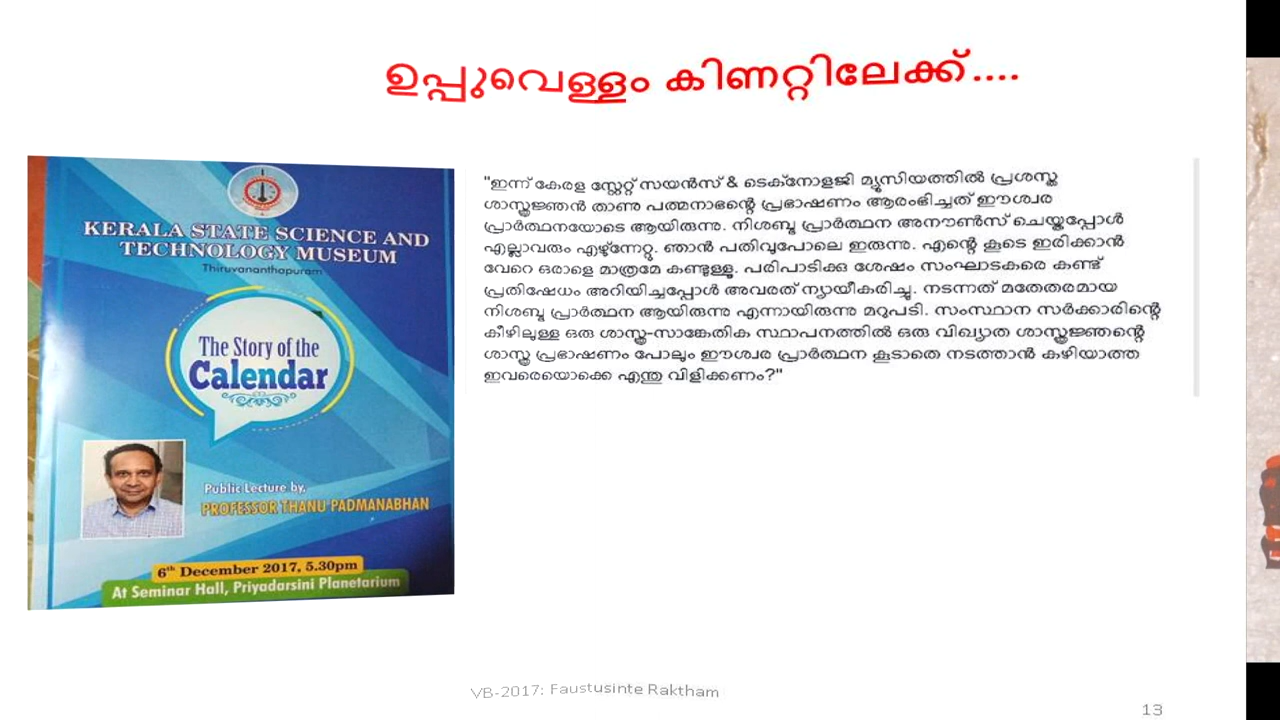 ഉപ്പുവെള്ളം കിണറ്റിലേക്ക്....
KERALA STATE SCIENCE AND
TECHNOLOGY MUSEUM
Thiruvananthapuram
The Story of the
Calendar
Public Lecture by,
PROFESSOR THANU PADMANABHAN
6th December 2017, 5.30pm
At Seminar Hall, Priyadarsini Planetarium
"ഇന്ന് കേരള സ്റ്റേറ്റ് സയൻസ് & ടെക്നോളജി മ്യൂസിയത്തിൽ പ്രശസ്ത
ശാസ്ത്രജ്ഞൻ താണു പത്മനാഭന്റെ പ്രഭാഷണം ആരംഭിച്ചത് ഈശ്വര
പ്രാർത്ഥനയോടെ ആയിരുന്നു. നിശബ്ദ പ്രാർത്ഥന അനൗൺസ് ചെയ്തപ്പോൾ
എല്ലാവരും എഴുന്നേറ്റു. ഞാൻ പതിവുപോലെ ഇരുന്നു. എന്റെ കൂടെ ഇരിക്കാൻ
വേറെ ഒരാളെ മാത്രമേ കണ്ടുള്ളൂ. പരിപാടിക്കു ശേഷം സംഘാടകരെ കണ്ട്
പ്രതിഷേധം അറിയിച്ചപ്പോൾ അവരത് ന്യായീകരിച്ചു. നടന്നത് മതേതരമായ
നിശബ്ദ പ്രാർത്ഥന ആയിരുന്നു എന്നായിരുന്നു മറുപടി. സംസ്ഥാന സർക്കാരിന്റെ
കീഴിലുള്ള ഒരു ശാസ്ത്ര-സാങ്കേതിക സ്ഥാപനത്തിൽ ഒരു വിഖ്യാത ശാസ്ത്രജ്ഞന്റെ
ശാസ്ത്ര പ്രഭാഷണം പോലും ഈശ്വര പ്രാർത്ഥന കൂടാതെ നടത്താൻ കഴിയാത്ത
ഇവരെയൊക്കെ എന്തു വിളിക്കണം?"
VB-2017: Faustusinte Raktham
13